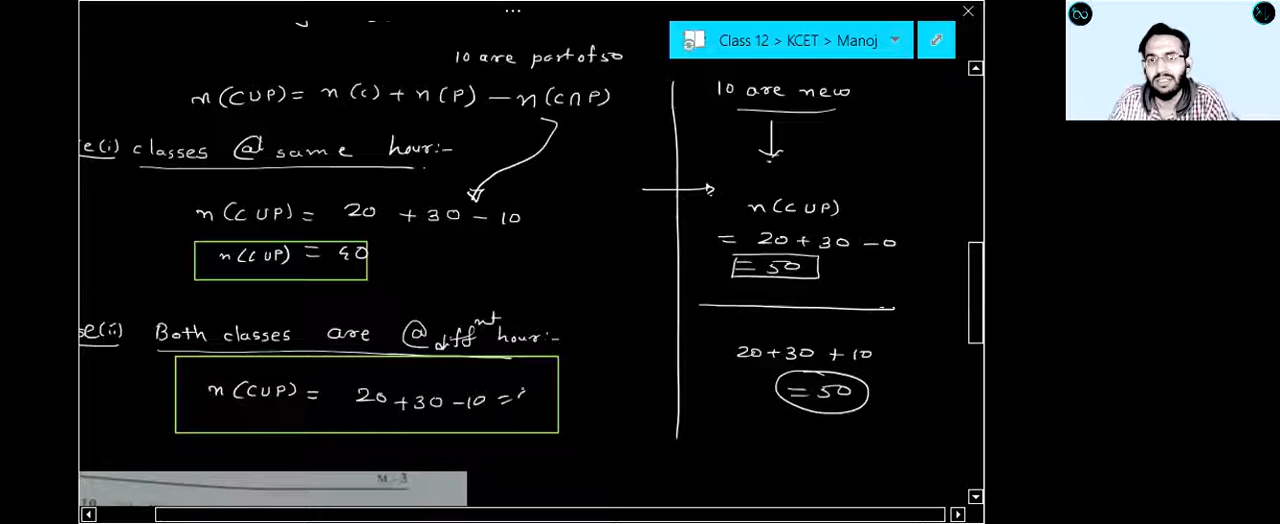 ...
Class 12 > KCET > Manoj
10 are part of 50
n(C∪P) = n(C) + n(P) - n(C∩P)
e(i) classes @ same hour:-
n(C∪P) = 20 + 30 - 10
n(C∪P) = 40
se(ii) Both classes are @ diffnt hour:-
n(C∪P) = 20 + 30 - 10 =
10 are new
n(C∪P)
= 20 + 30 - 0
= 50
20 + 30 + 10
= 50
M.-3